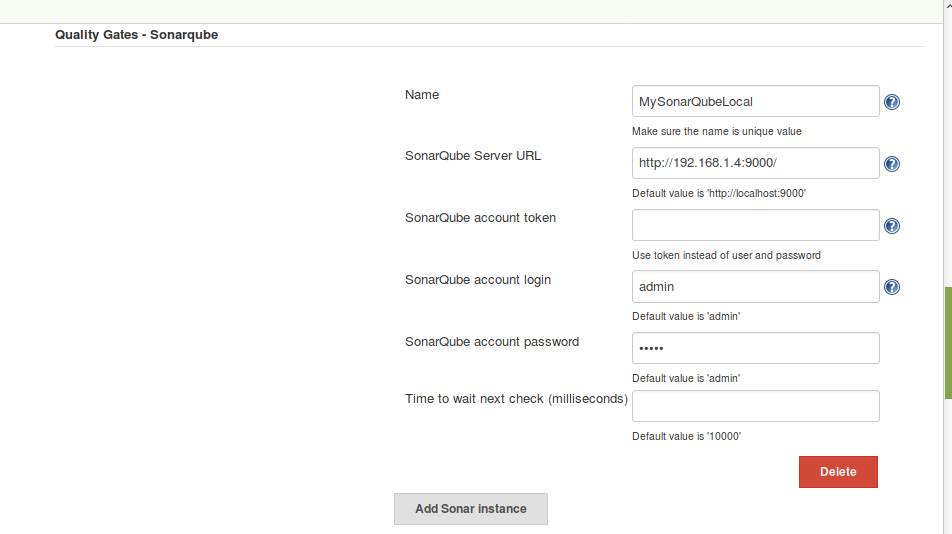 Quality Gates - Sonarqube
Name
MySonarQubeLocal
Make sure the name is unique value
SonarQube Server URL
http://192.168.1.4:9000/
Default value is 'http://localhost:9000'
SonarQube account token
Use token instead of user and password
SonarQube account login
admin
Default value is 'admin'
SonarQube account password
•••••
Default value is 'admin'
Time to wait next check (milliseconds)
Default value is '10000'
Delete
Add Sonar instance